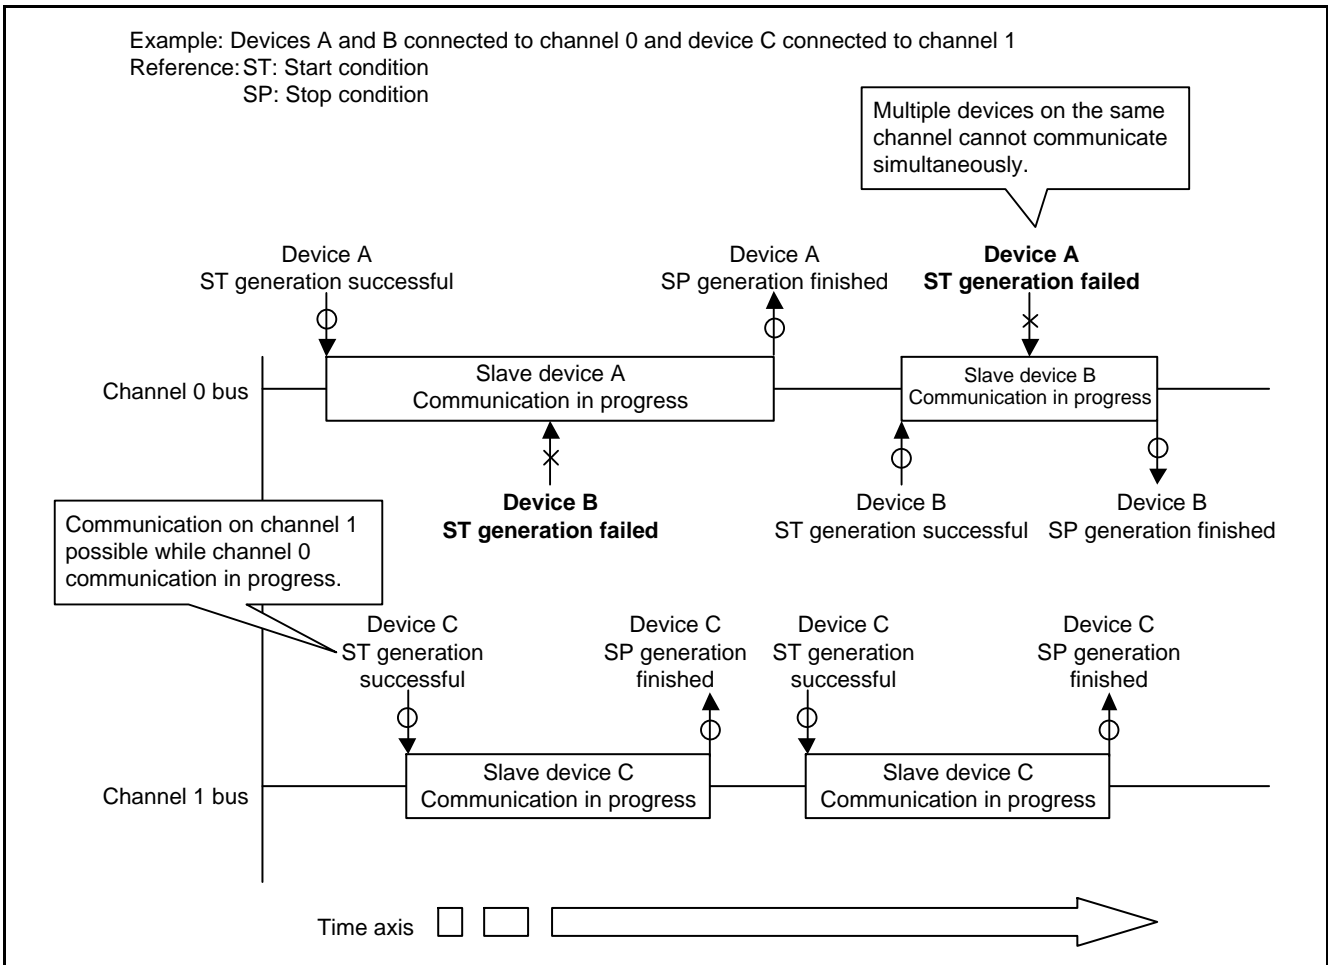 Example: Devices A and B connected to channel 0 and device C connected to channel 1
Reference: ST: Start condition
SP: Stop condition
Multiple devices on the same
channel cannot communicate
simultaneously.
Device A
ST generation successful
Device A
SP generation finished
Device A
ST generation failed
Channel 0 bus
Slave device A
Communication in progress
Slave device B
Communication in progress
Device B
ST generation failed
Device B
ST generation successful
Device B
SP generation finished
Communication on channel 1
possible while channel 0
communication in progress.
Device C
ST generation
successful
Device C
SP generation
finished
Device C
ST generation
successful
Device C
SP generation
finished
Channel 1 bus
Slave device C
Communication in progress
Slave device C
Communication in progress
Time axis